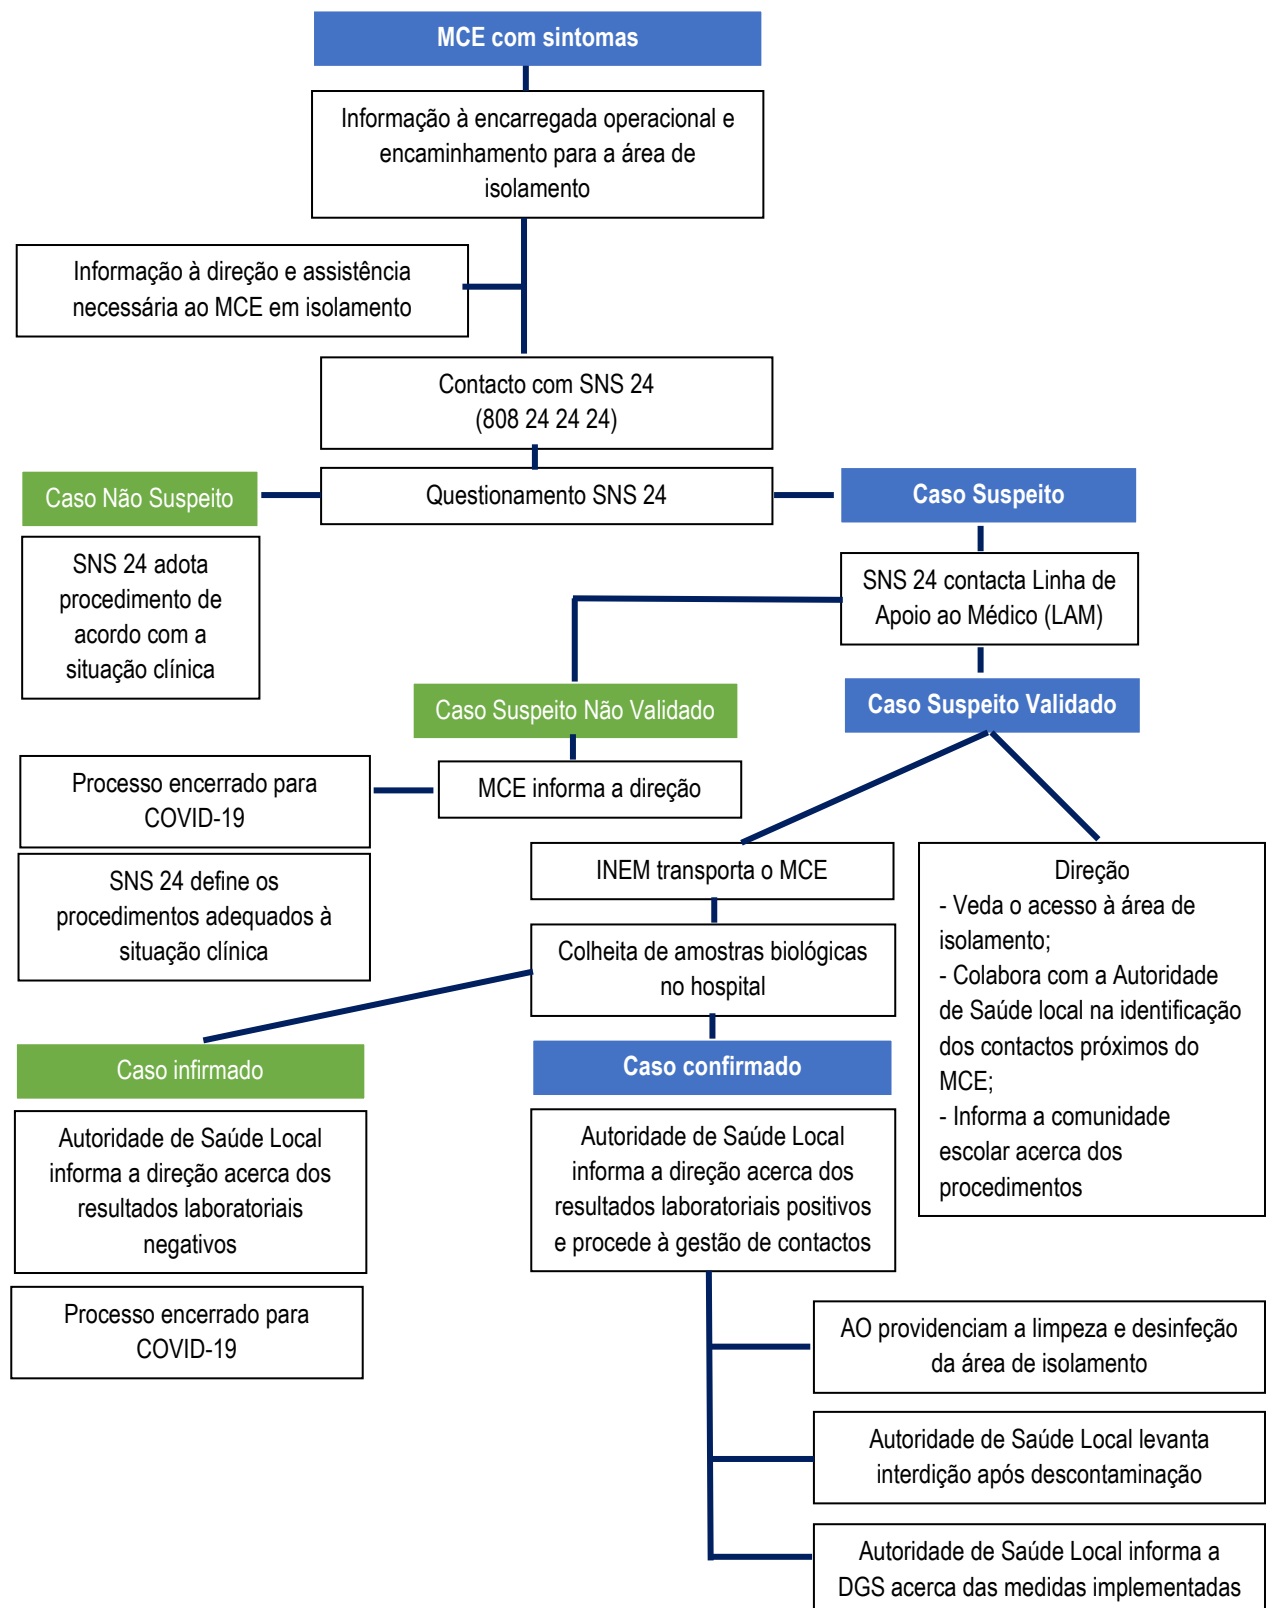 MCE com sintomas
Informação à encarregada operacional e
encaminhamento para a área de
isolamento
Informação à direção e assistência
necessária ao MCE em isolamento
Contacto com SNS 24
(808 24 24 24)
Questionamento SNS 24
Caso Não Suspeito
SNS 24 adota
procedimento de
acordo com a
situação clínica
Caso Suspeito
SNS 24 contacta Linha de
Apoio ao Médico (LAM)
Caso Suspeito Não Validado
MCE informa a direção
Processo encerrado para
COVID-19
SNS 24 define os
procedimentos adequados à
situação clínica
Caso Suspeito Validado
INEM transporta o MCE
Colheita de amostras biológicas
no hospital
Direção
- Veda o acesso à área de
isolamento;
- Colabora com a Autoridade
de Saúde local na identificação
dos contactos próximos do
MCE;
- Informa a comunidade
escolar acerca dos
procedimentos
Caso infirmado
Autoridade de Saúde Local
informa a direção acerca dos
resultados laboratoriais
negativos
Processo encerrado para
COVID-19
Caso confirmado
Autoridade de Saúde Local
informa a direção acerca dos
resultados laboratoriais positivos
e procede à gestão de contactos
AO providenciam a limpeza e desinfeção
da área de isolamento
Autoridade de Saúde Local levanta
interdição após descontaminação
Autoridade de Saúde Local informa a
DGS acerca das medidas implementadas